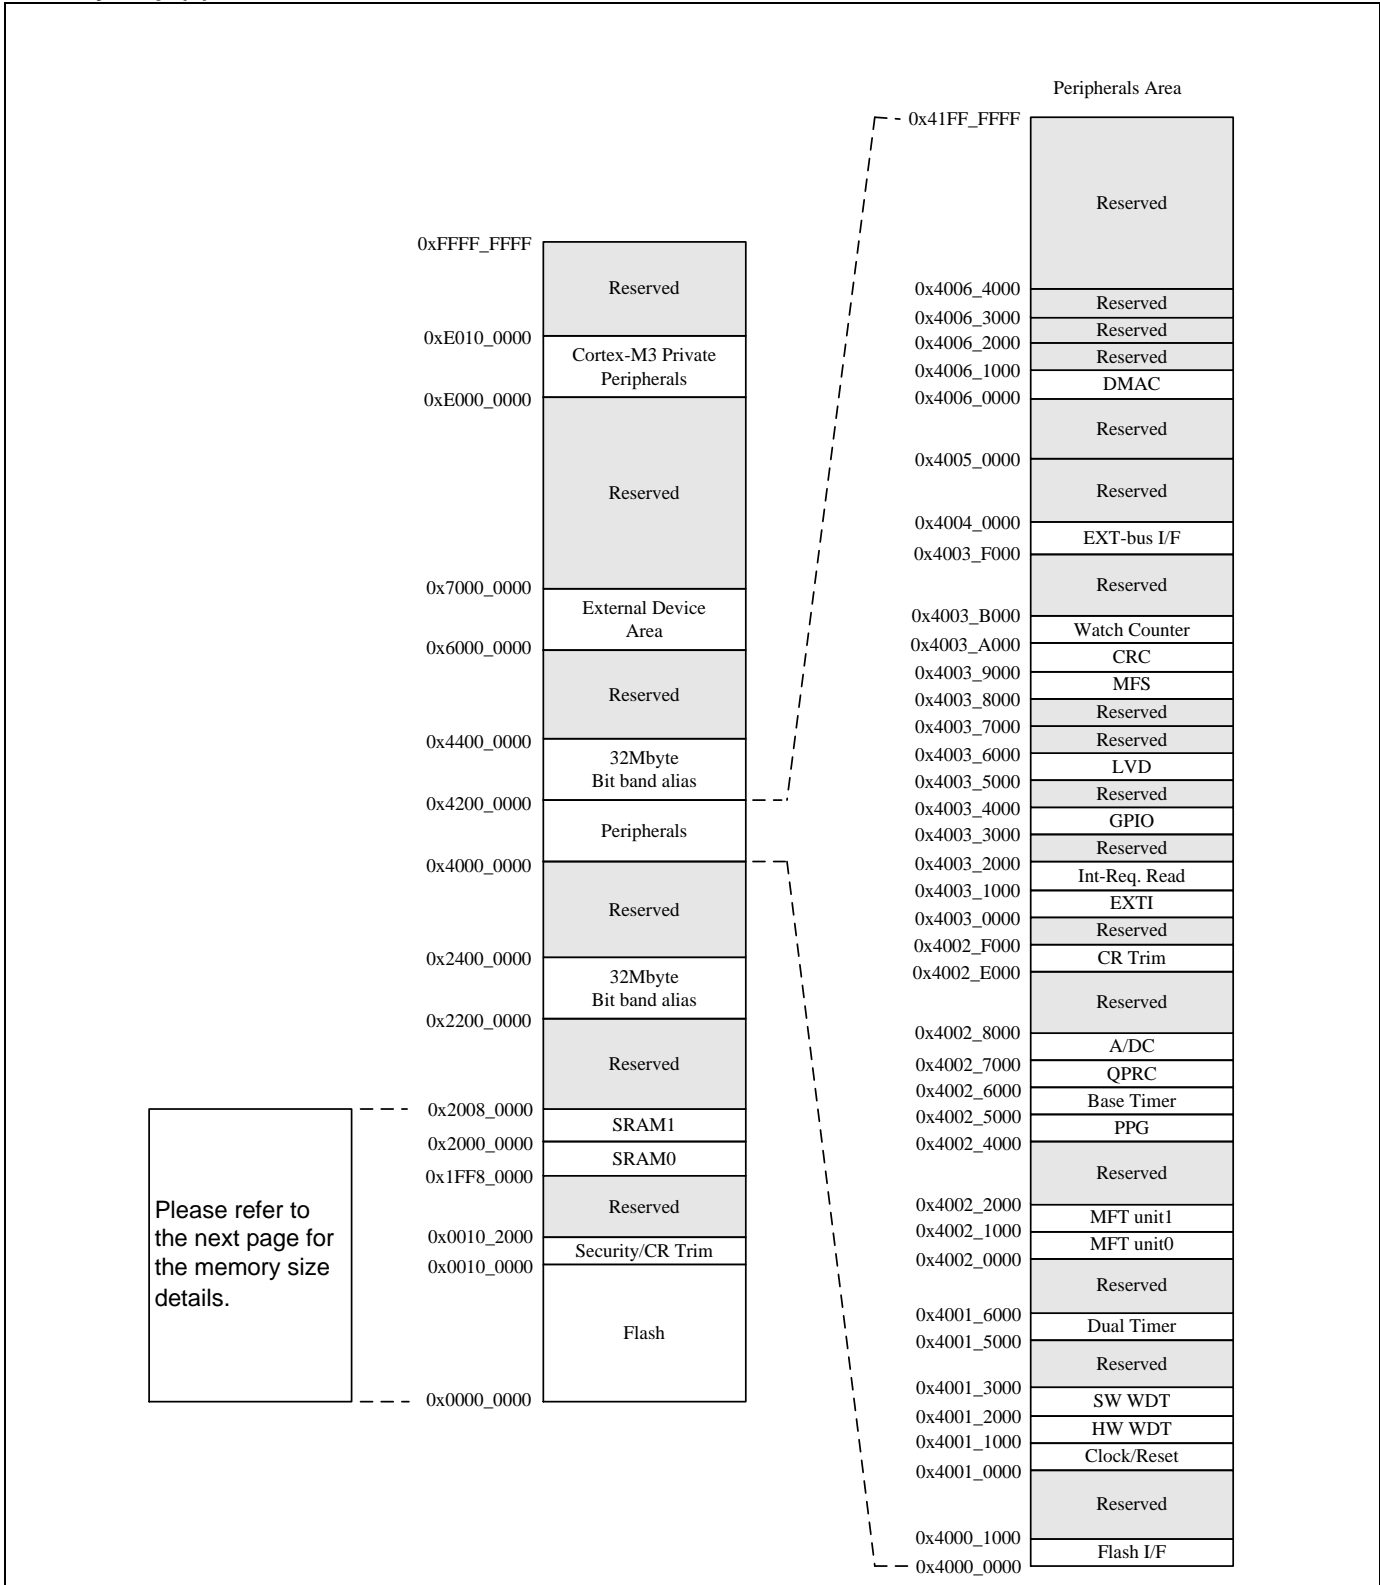 Peripherals Area
0x41FF_FFFF
Reserved
0x4006_4000
Reserved
0x4006_3000
Reserved
0x4006_2000
Reserved
0x4006_1000
DMAC
0x4006_0000
Reserved
0x4005_0000
Reserved
0x4004_0000
EXT-bus I/F
0x4003_F000
Reserved
0x4003_B000
Watch Counter
0x4003_A000
CRC
0x4003_9000
MFS
0x4003_8000
Reserved
0x4003_7000
Reserved
0x4003_6000
LVD
0x4003_5000
Reserved
0x4003_4000
GPIO
0x4003_3000
Reserved
0x4003_2000
Int-Req. Read
0x4003_1000
EXTI
0x4003_0000
Reserved
0x4002_F000
CR Trim
0x4002_E000
Reserved
0x4002_8000
A/DC
0x4002_7000
QPRC
0x4002_6000
Base Timer
0x4002_5000
PPG
0x4002_4000
Reserved
0x4002_2000
MFT unit1
0x4002_1000
MFT unit0
0x4002_0000
Reserved
0x4001_6000
Dual Timer
0x4001_5000
Reserved
0x4001_3000
SW WDT
0x4001_2000
HW WDT
0x4001_1000
Clock/Reset
0x4001_0000
Reserved
0x4000_1000
Flash I/F
0x4000_0000
0xFFFF_FFFF
Reserved
0xE010_0000
Cortex-M3 Private
Peripherals
0xE000_0000
Reserved
0x7000_0000
External Device
Area
0x6000_0000
Reserved
0x4400_0000
32Mbyte
Bit band alias
0x4200_0000
Peripherals
0x4000_0000
Reserved
0x2400_0000
32Mbyte
Bit band alias
0x2200_0000
Reserved
0x2008_0000
SRAM1
0x2000_0000
SRAM0
0x1FF8_0000
Reserved
0x0010_2000
Security/CR Trim
0x0010_0000
Flash
0x0000_0000
Please refer to
the next page for
the memory size
details.